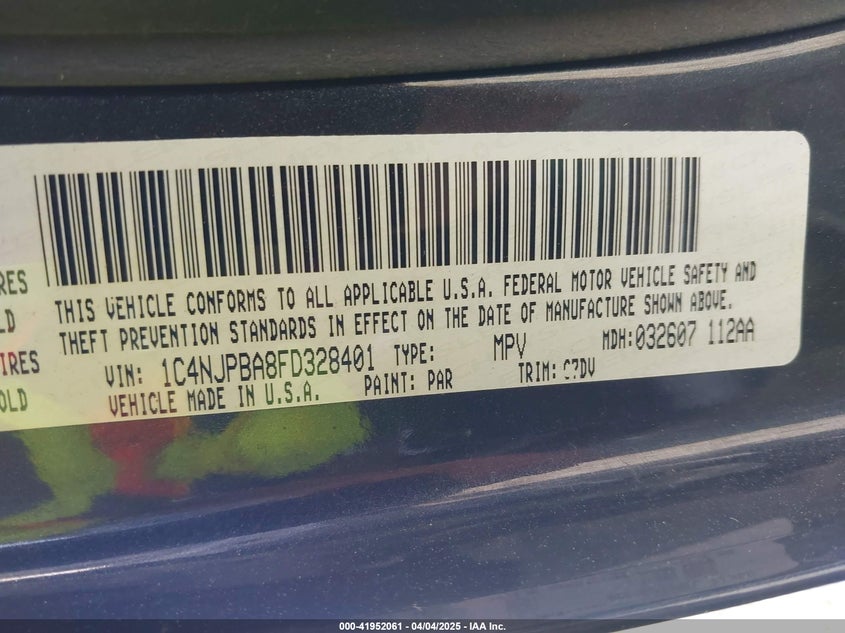 RES
LD
IRES
OLD
THIS VEHICLE CONFORMS TO ALL APPLICABLE U.S.A. FEDERAL MOTOR VEHICLE SAFETY AND
THEFT PREVENTION STANDARDS IN EFFECT ON THE DATE OF MANUFACTURE SHOWN ABOVE.
VIN: 1C4NJPBA8FD328401 TYPE: MPV MDH:032607 112AA
VEHICLE MADE IN U.S.A. PAINT: PAR TRIM:
000-41952061 - 04/04/2025 - IAA Inc.